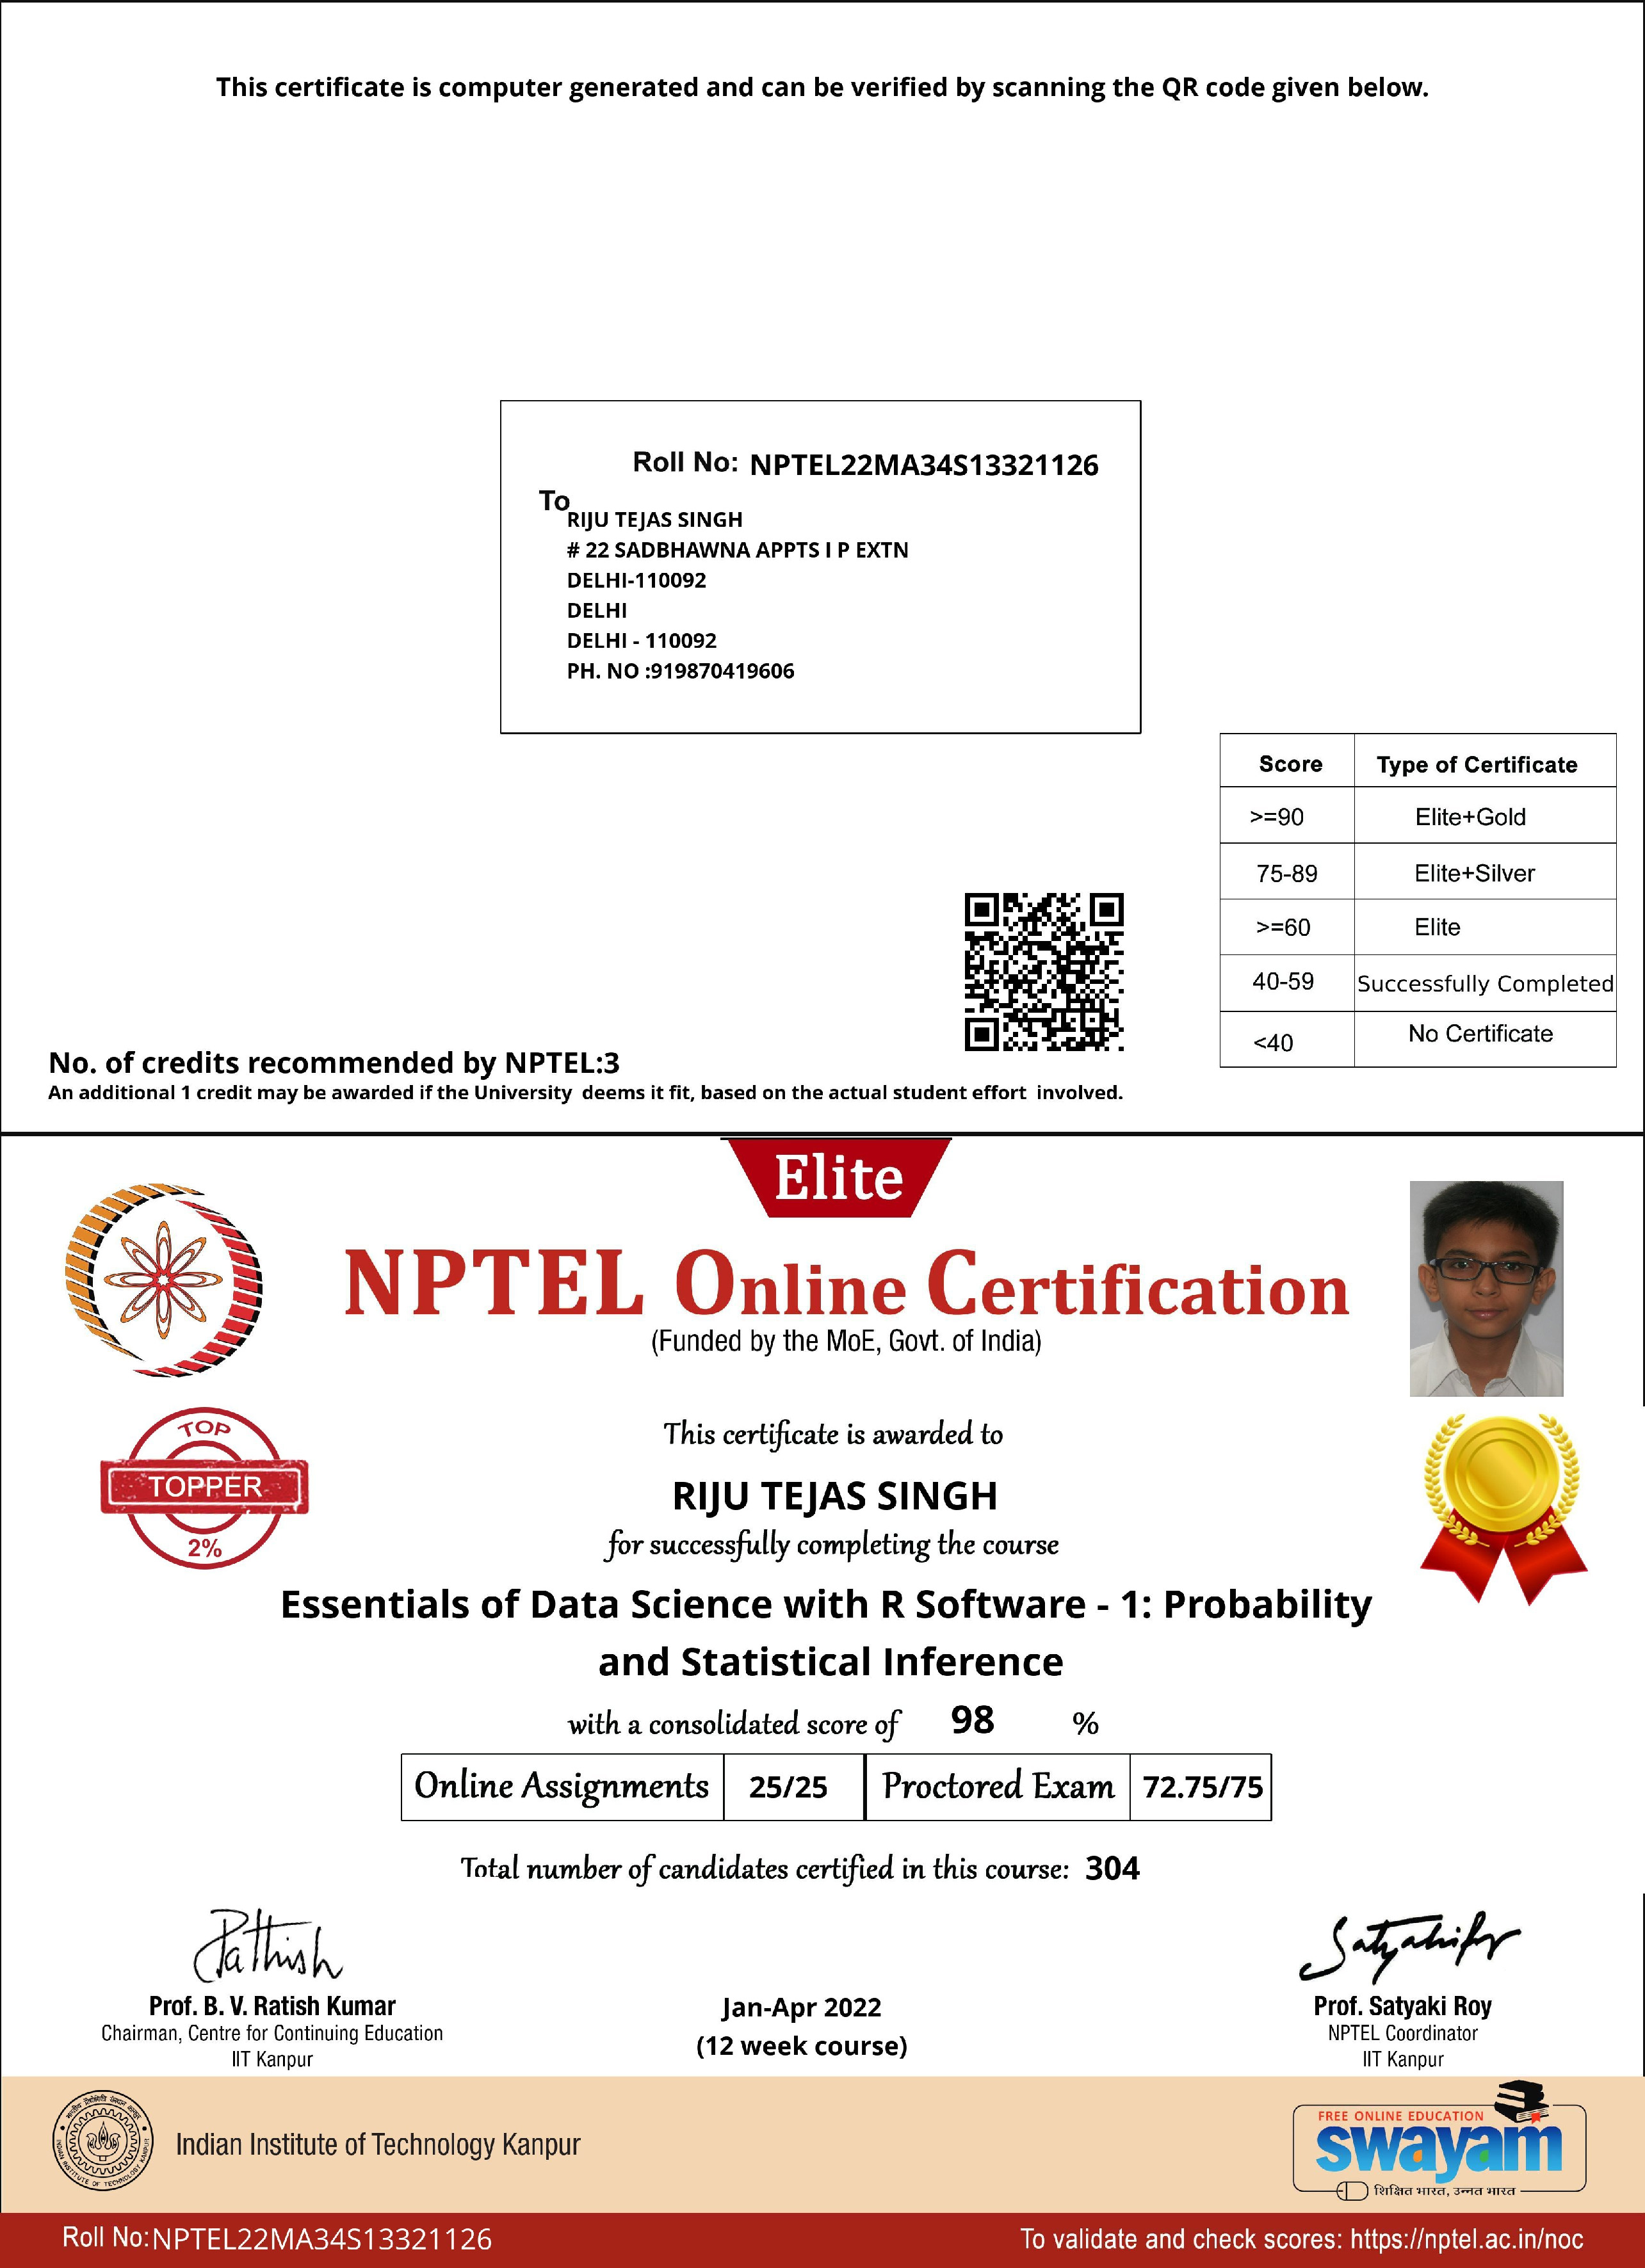 This certificate is computer generated and can be verified by scanning the QR code given below.
Roll No: NPTEL22MA34S13321126
To
RIJU TEJAS SINGH
# 22 SADBHAWNA APPTS I P EXTN
DELHI-110092
DELHI
DELHI - 110092
PH. NO :919870419606
Score Type of Certificate
>=90 Elite+Gold
75-89 Elite+Silver
>=60 Elite
40-59 Successfully Completed
<40 No Certificate
No. of credits recommended by NPTEL:3
An additional 1 credit may be awarded if the University deems it fit, based on the actual student effort involved.
Elite
NPTEL Online Certification
(Funded by the MoE, Govt. of India)
TOP
TOPPER
2%
This certificate is awarded to
RIJU TEJAS SINGH
for successfully completing the course
Essentials of Data Science with R Software - 1: Probability
and Statistical Inference
with a consolidated score of 98 %
Online Assignments 25/25 Proctored Exam 72.75/75
Total number of candidates certified in this course: 304
Prof. B. V. Ratish Kumar
Chairman, Centre for Continuing Education
IIT Kanpur
Jan-Apr 2022
(12 week course)
Prof. Satyaki Roy
NPTEL Coordinator
IIT Kanpur
Indian Institute of Technology Kanpur
FREE ONLINE EDUCATION
swayam
शिक्षित भारत, उन्नत भारत
Roll No:NPTEL22MA34S13321126
To validate and check scores: https://nptel.ac.in/noc